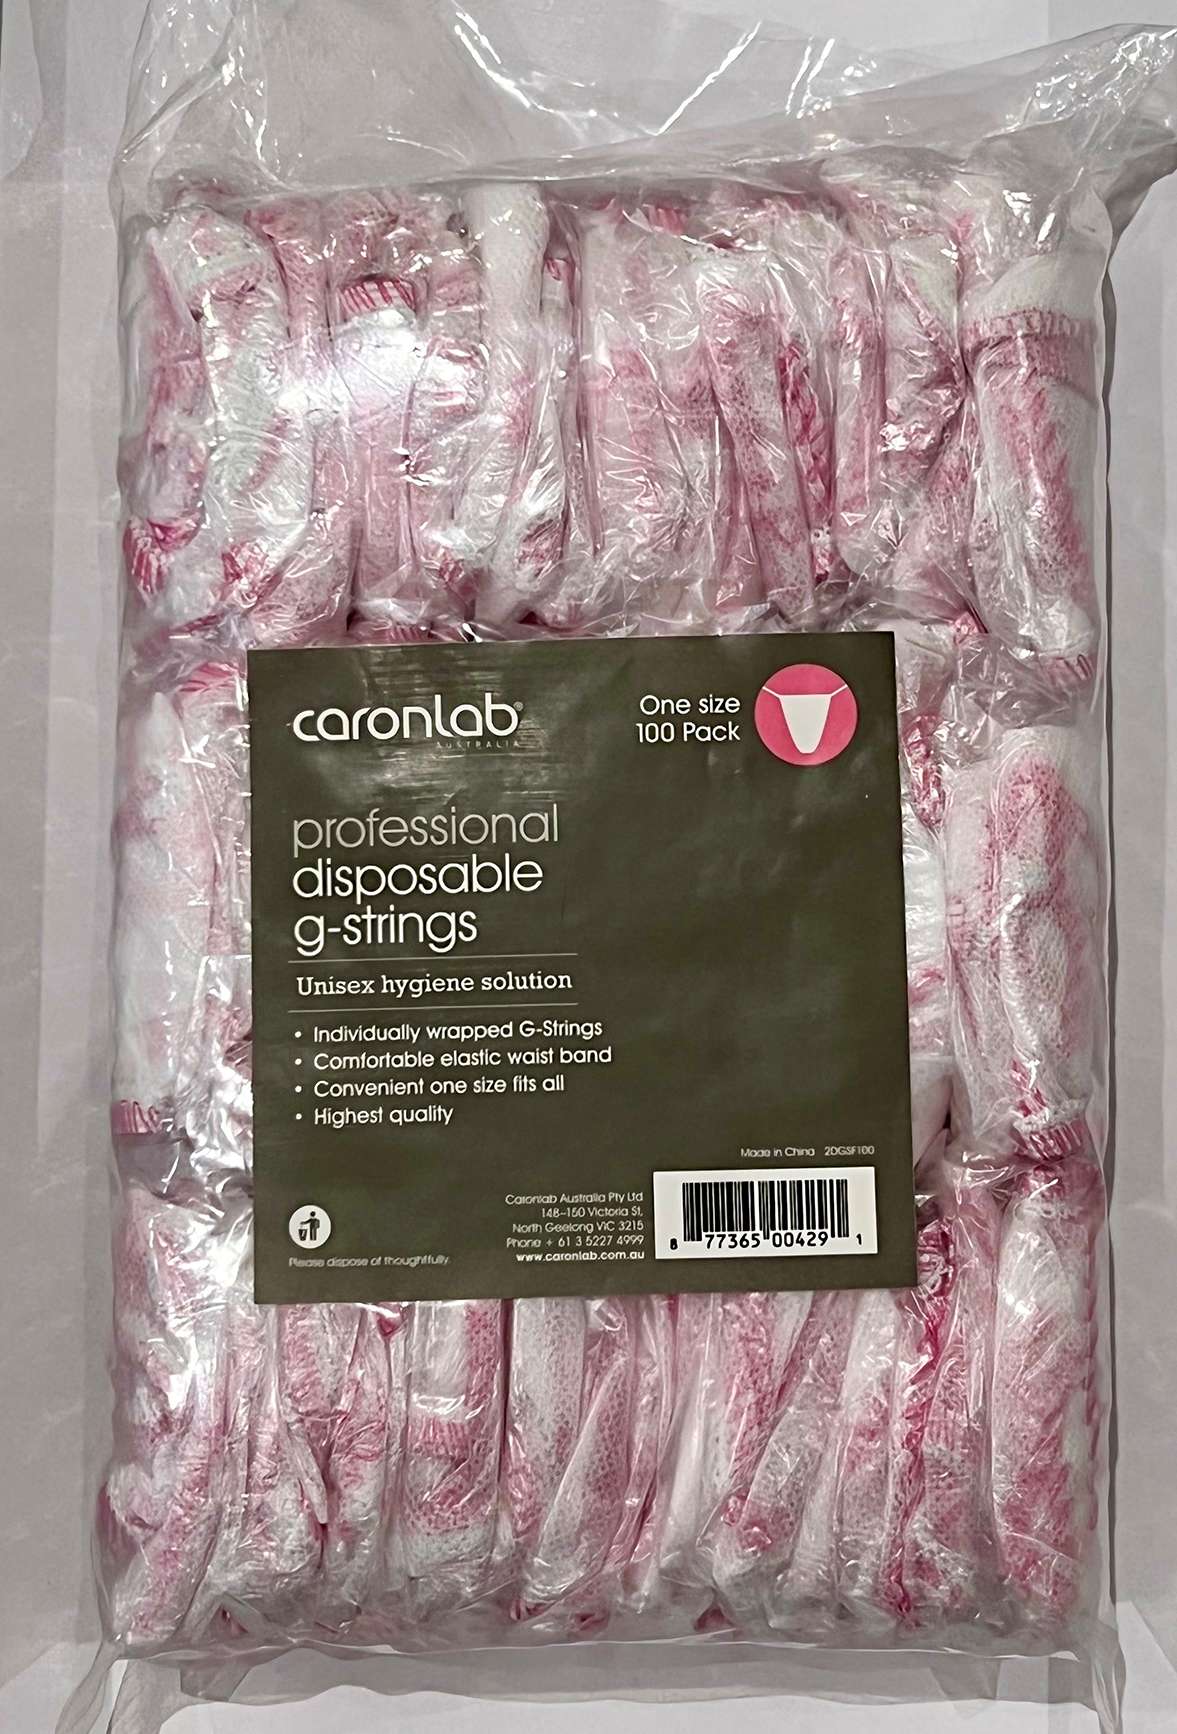 caronlab®
AUSTRALIA
One size
100 Pack
professional
disposable
g-strings
Unisex hygiene solution
• Individually wrapped G-Strings
• Comfortable elastic waist band
• Convenient one size fits all
• Highest quality
Made in China 2DGSF100
Please dispose of thoughtfully.
Caronlab Australia Pty Ltd
148-150 Victoria St,
North Geelong VIC 3215
Phone + 61 3 5227 4999
www.caronlab.com.au
8 77365 00429 1